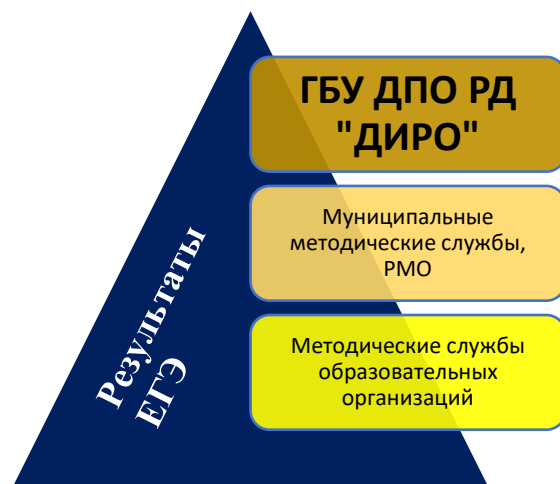 ГБУ ДПО РД
"ДИРО"
Муниципальные
методические службы,
РМО
Методические службы
образовательных
организаций
Результаты
ЕГЭ